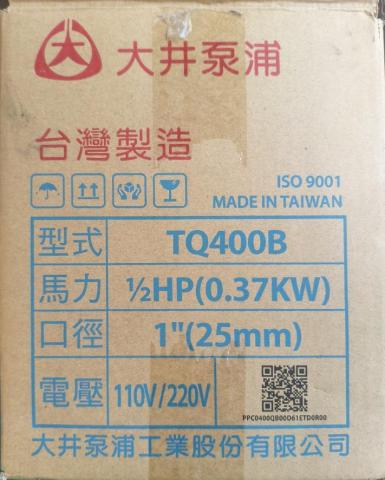 大 大井泵浦
台灣製造
ISO 9001
MADE IN TAIWAN
型式 TQ400B
馬力 ½HP(0.37KW)
口徑 1"(25mm)
電壓 110V/220V
PPC0400QB00O61ETD0R00
大井泵浦工業股份有限公司